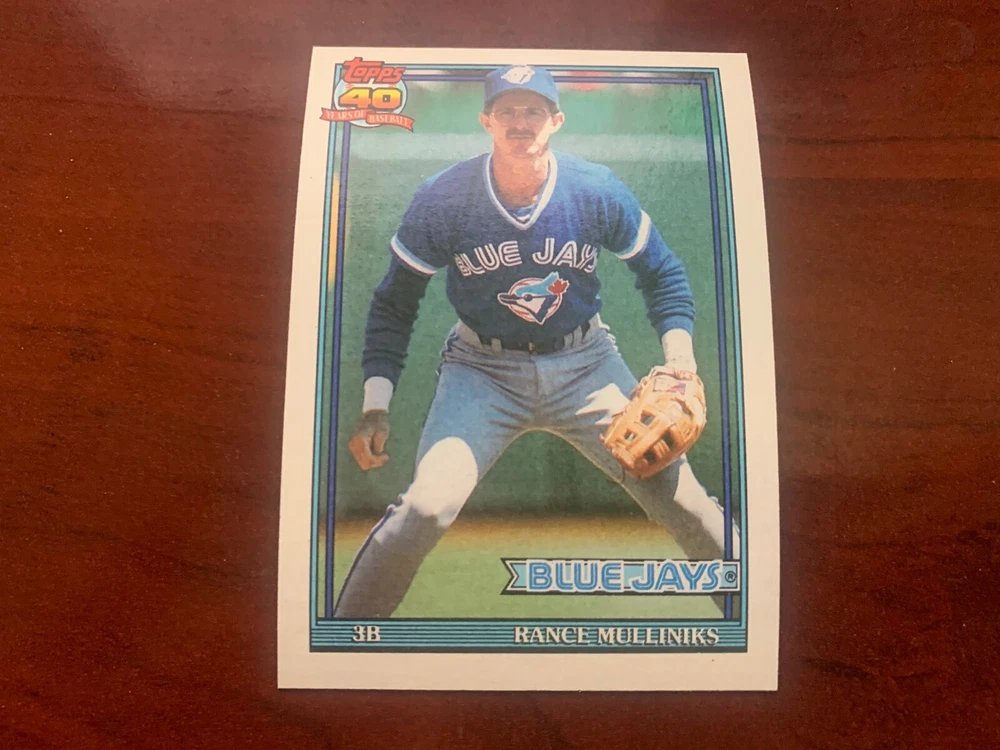 Topps
40
YEARS OF BASEBALL
BLUE JAYS
BLUE JAYS®
3B RANCE MULLINIKS